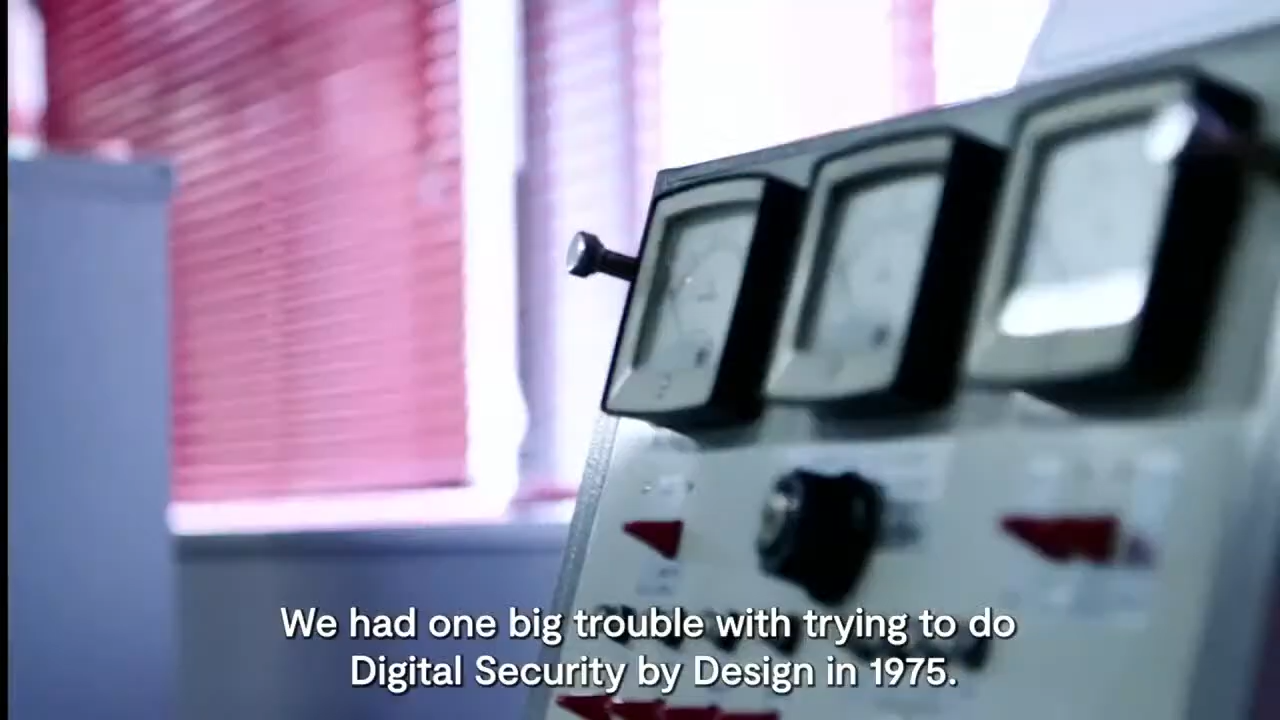 We had one big trouble with trying to do
Digital Security by Design in 1975.